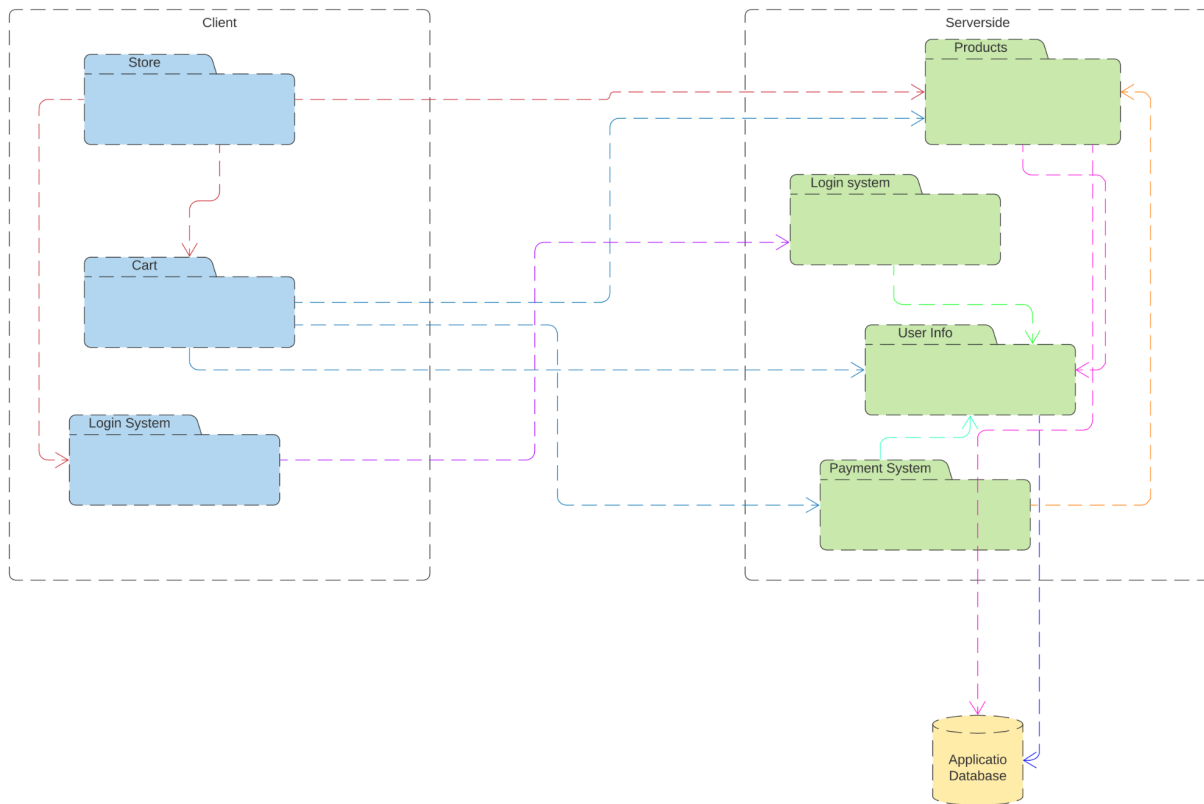 Client
Serverside
Store
Products
Login system
Cart
User Info
Login System
Payment System
Applicatio
Database